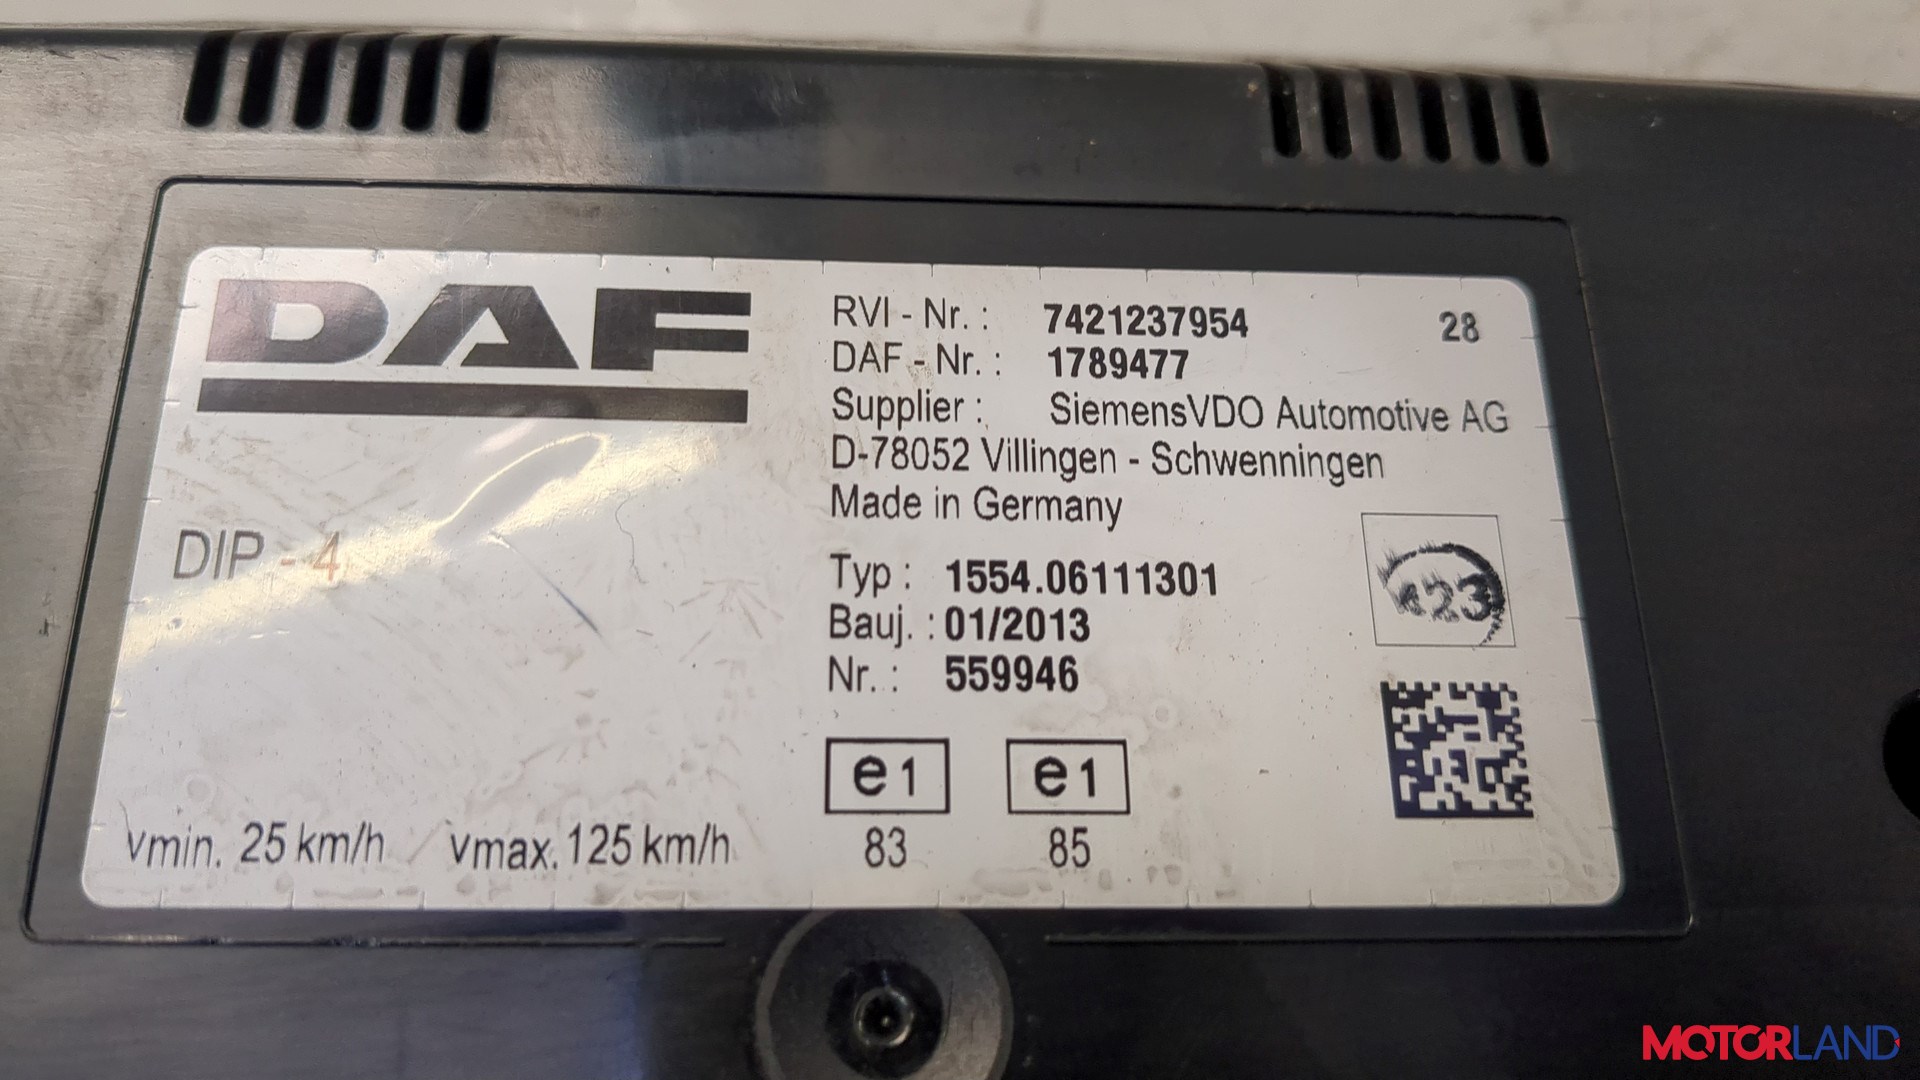 DAF
RVI - Nr. : 7421237954 28
DAF - Nr. : 1789477
Supplier : SiemensVDO Automotive AG
D-78052 Villingen - Schwenningen
Made in Germany
DIP - 4
Typ : 1554.06111301
Bauj. : 01/2013
Nr. : 559946
e1 e1
83 85
vmin. 25 km/h vmax. 125 km/h
MOTORLAND